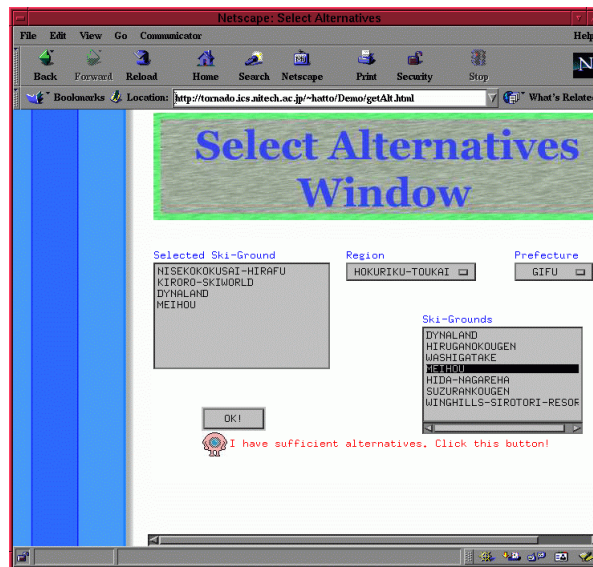 Netscape: Select Alternatives
File Edit View Go Communicator Help
Back Forward Reload Home Search Netscape Print Security Stop
Bookmarks Location: http://tornado.ics.nitech.ac.jp/~hatto/Demo/getAlt.html What's Relate
Select Alternatives
Window
Selected Ski-Ground
NISEKOKOKUSAI-HIRAFU
KIRORO-SKIWORLD
DYNALAND
MEIHOU
Region
HOKURIKU-TOUKAI
Prefecture
GIFU
Ski-Grounds
DYNALAND
HIRUGANOKOUGEN
WASHIGATAKE
MEIHOU
HIDA-NAGAREHA
SUZURANKOUGEN
WINGHILLS-SIROTORI-RESOR
OK!
I have sufficient alternatives. Click this button!